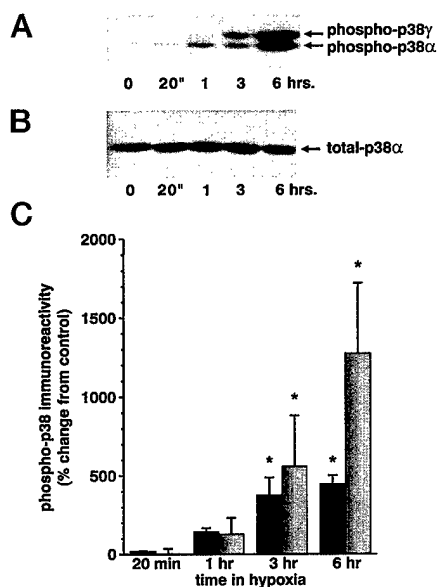 A
phospho-p38γ
phospho-p38α
0 20" 1 3 6 hrs.
B
total-p38α
0 20" 1 3 6 hrs.
C
2000
1500
1000
500
0
phospho-p38 immunoreactivity
(% change from control)
* * * *
20 min 1 hr 3 hr 6 hr
time in hypoxia